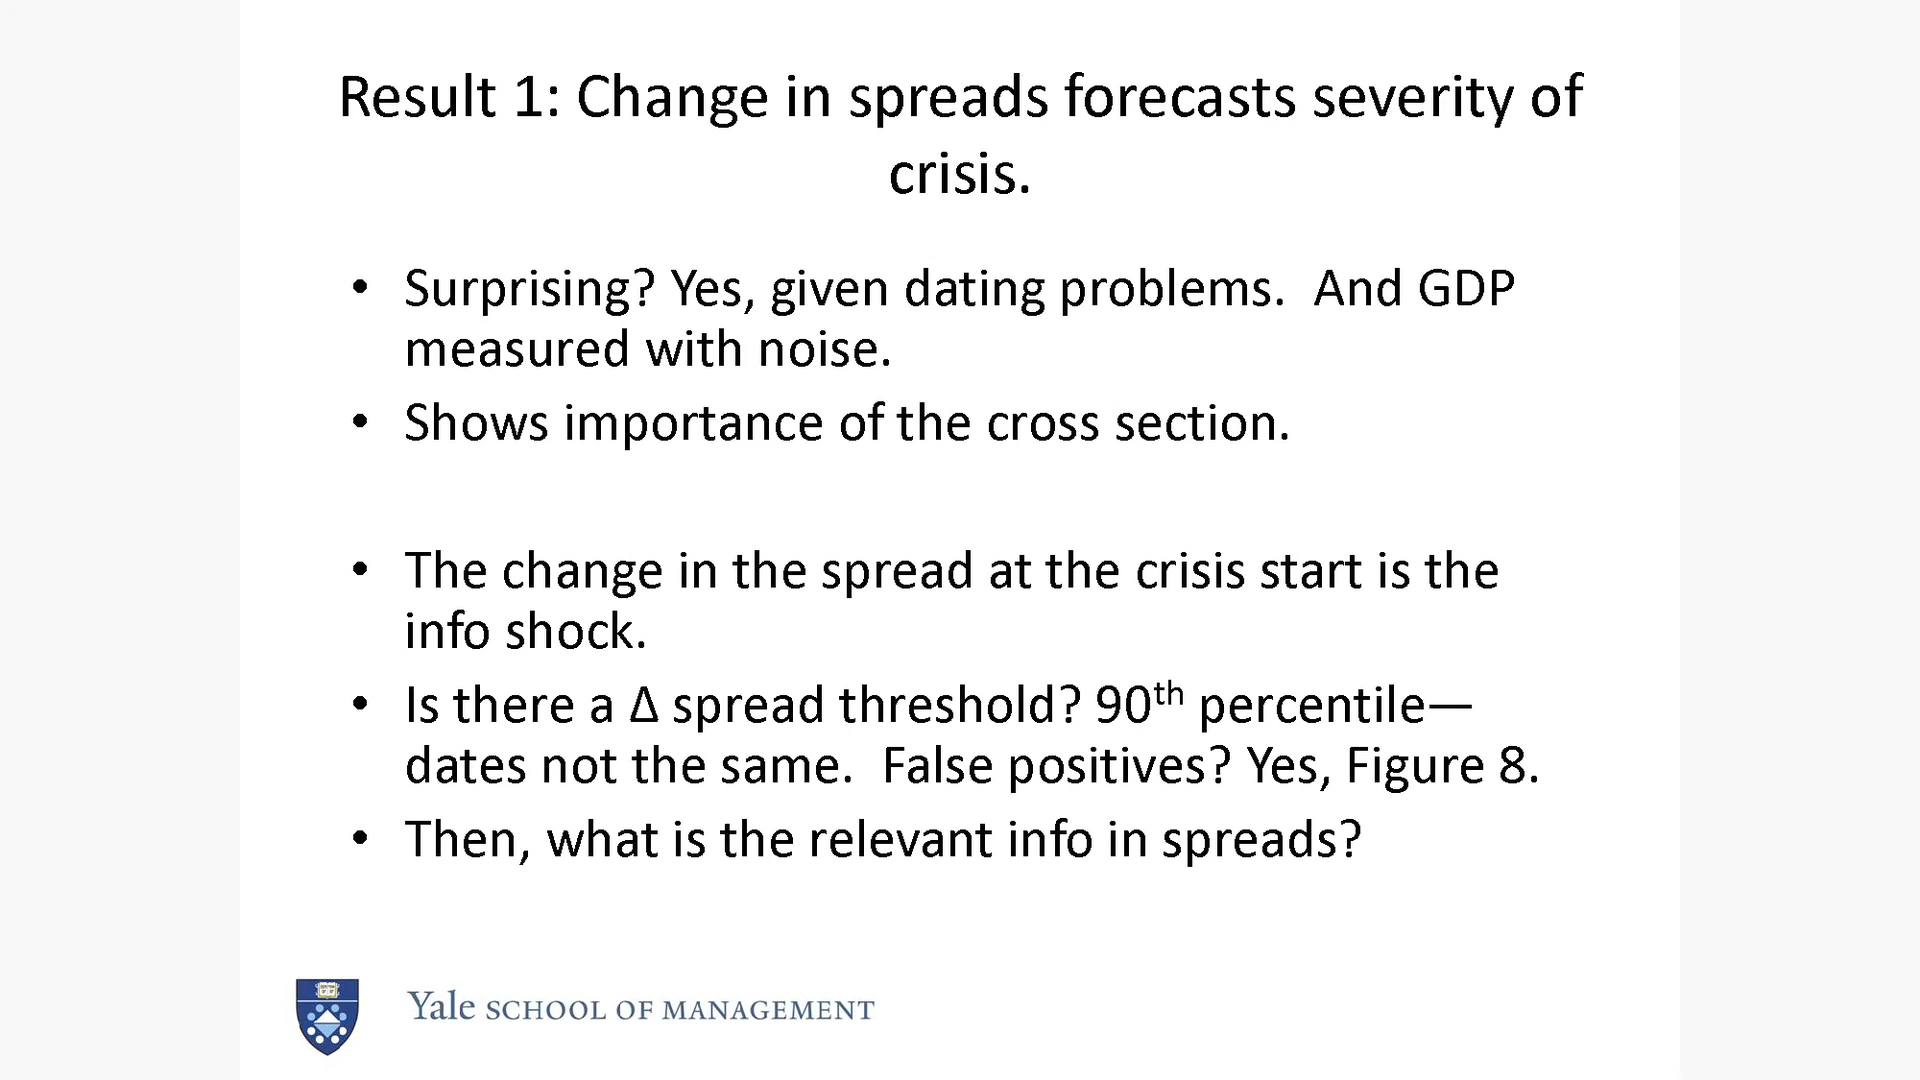 Result 1: Change in spreads forecasts severity of
crisis.
• Surprising? Yes, given dating problems.  And GDP
measured with noise.
• Shows importance of the cross section.
• The change in the spread at the crisis start is the
info shock.
• Is there a Δ spread threshold? 90th percentile—
dates not the same.  False positives? Yes, Figure 8.
• Then, what is the relevant info in spreads?
Yale SCHOOL OF MANAGEMENT